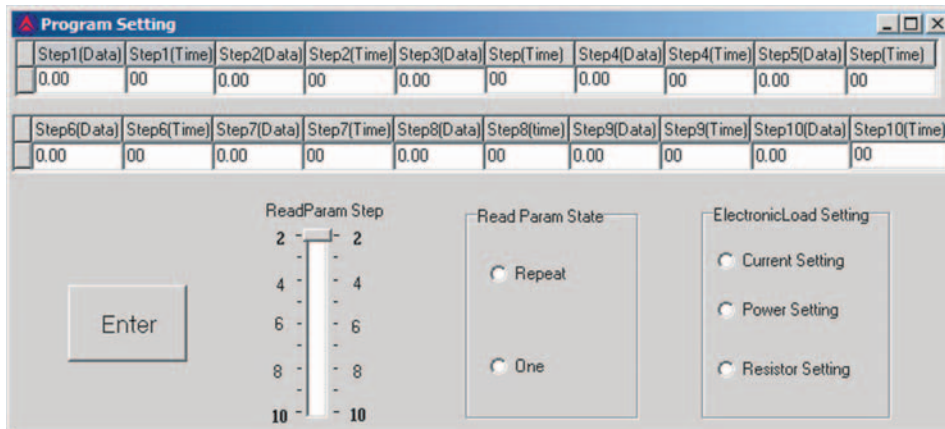 Program Setting
Step1(Data) Step1(Time) Step2(Data) Step2(Time) Step3(Data) Step(Time) Step4(Data) Step4(Time) Step5(Data) Step(Time)
0.00 00 0.00 00 0.00 00 0.00 00 0.00 00
Step6(Data) Step6(Time) Step7(Data) Step7(Time) Step8(Data) Step8(time) Step9(Data) Step9(Time) Step10(Data) Step10(Time)
0.00 00 0.00 00 0.00 00 0.00 00 0.00 00
ReadParam Step
2 2
4 4
6 6
8 8
10 10
Enter
Read Param State
Repeat
One
ElectronicLoad Setting
Current Setting
Power Setting
Resistor Setting